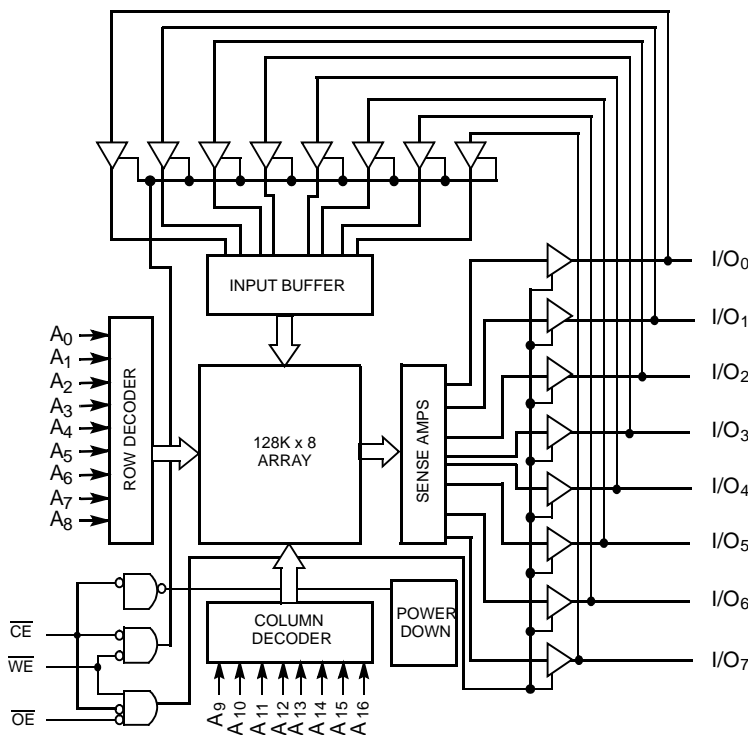 INPUT BUFFER
A0
A1
A2
A3
A4
A5
A6
A7
A8
ROW DECODER
128K x 8
ARRAY
SENSE AMPS
I/O0
I/O1
I/O2
I/O3
I/O4
I/O5
I/O6
I/O7
COLUMN
DECODER
POWER
DOWN
CE
WE
OE
A9
A10
A11
A12
A13
A14
A15
A16